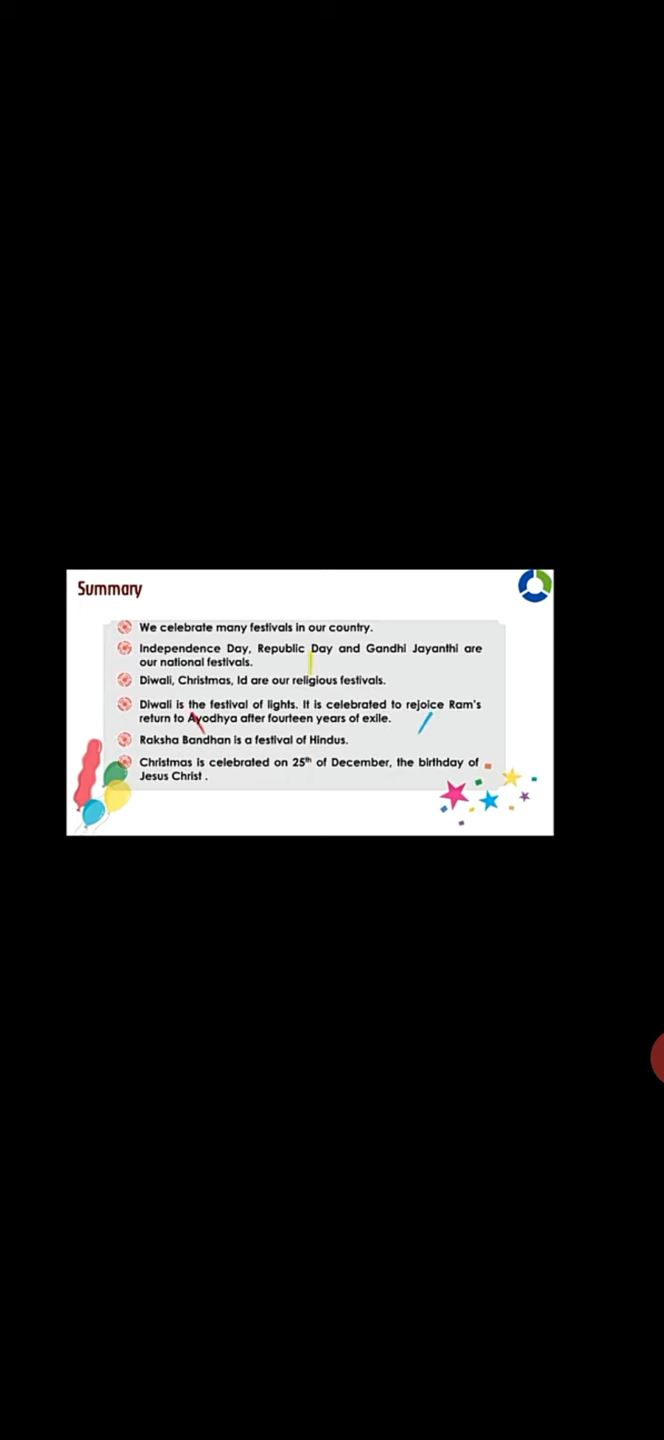 Summary
We celebrate many festivals in our country.
Independence Day, Republic Day and Gandhi Jayanthi are
our national festivals.
Diwali, Christmas, Id are our religious festivals.
Diwali is the festival of lights. It is celebrated to rejoice Ram's
return to Ayodhya after fourteen years of exile.
Raksha Bandhan is a festival of Hindus.
Christmas is celebrated on 25th of December, the birthday of
Jesus Christ .